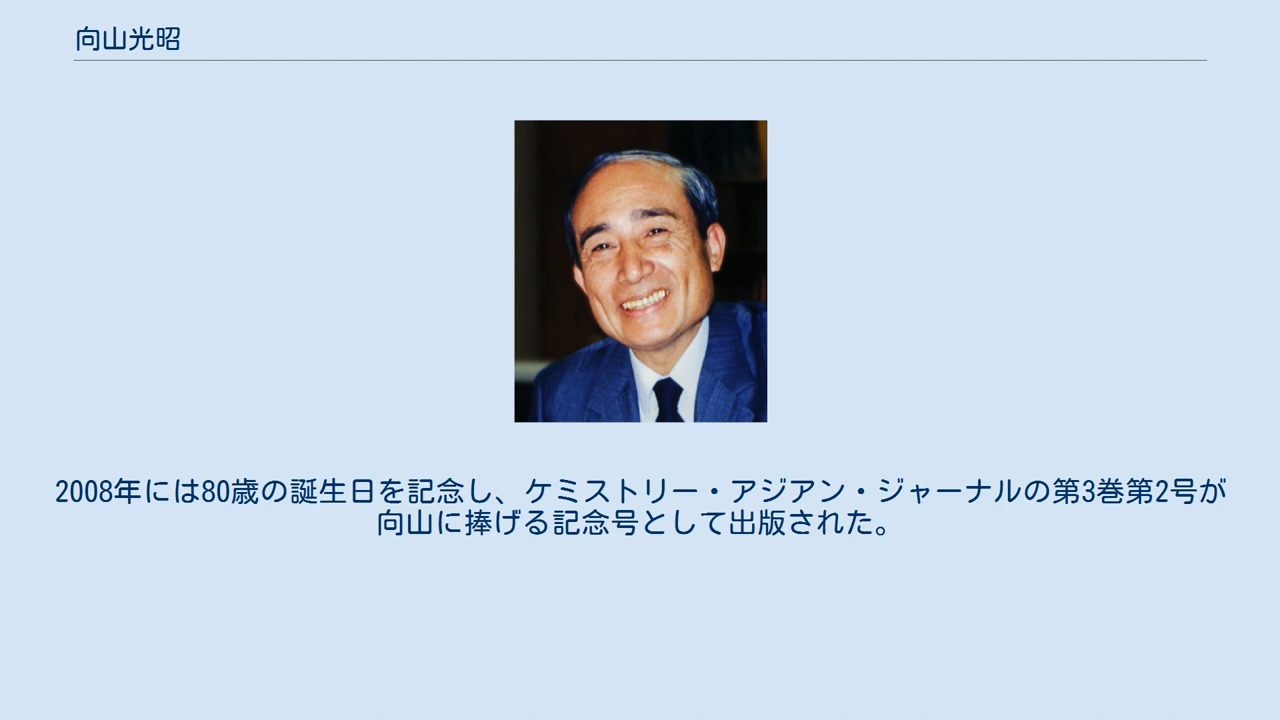 向山光昭
2008年には80歳の誕生日を記念し、ケミストリー・アジアン・ジャーナルの第3巻第2号が
向山に捧げる記念号として出版された。